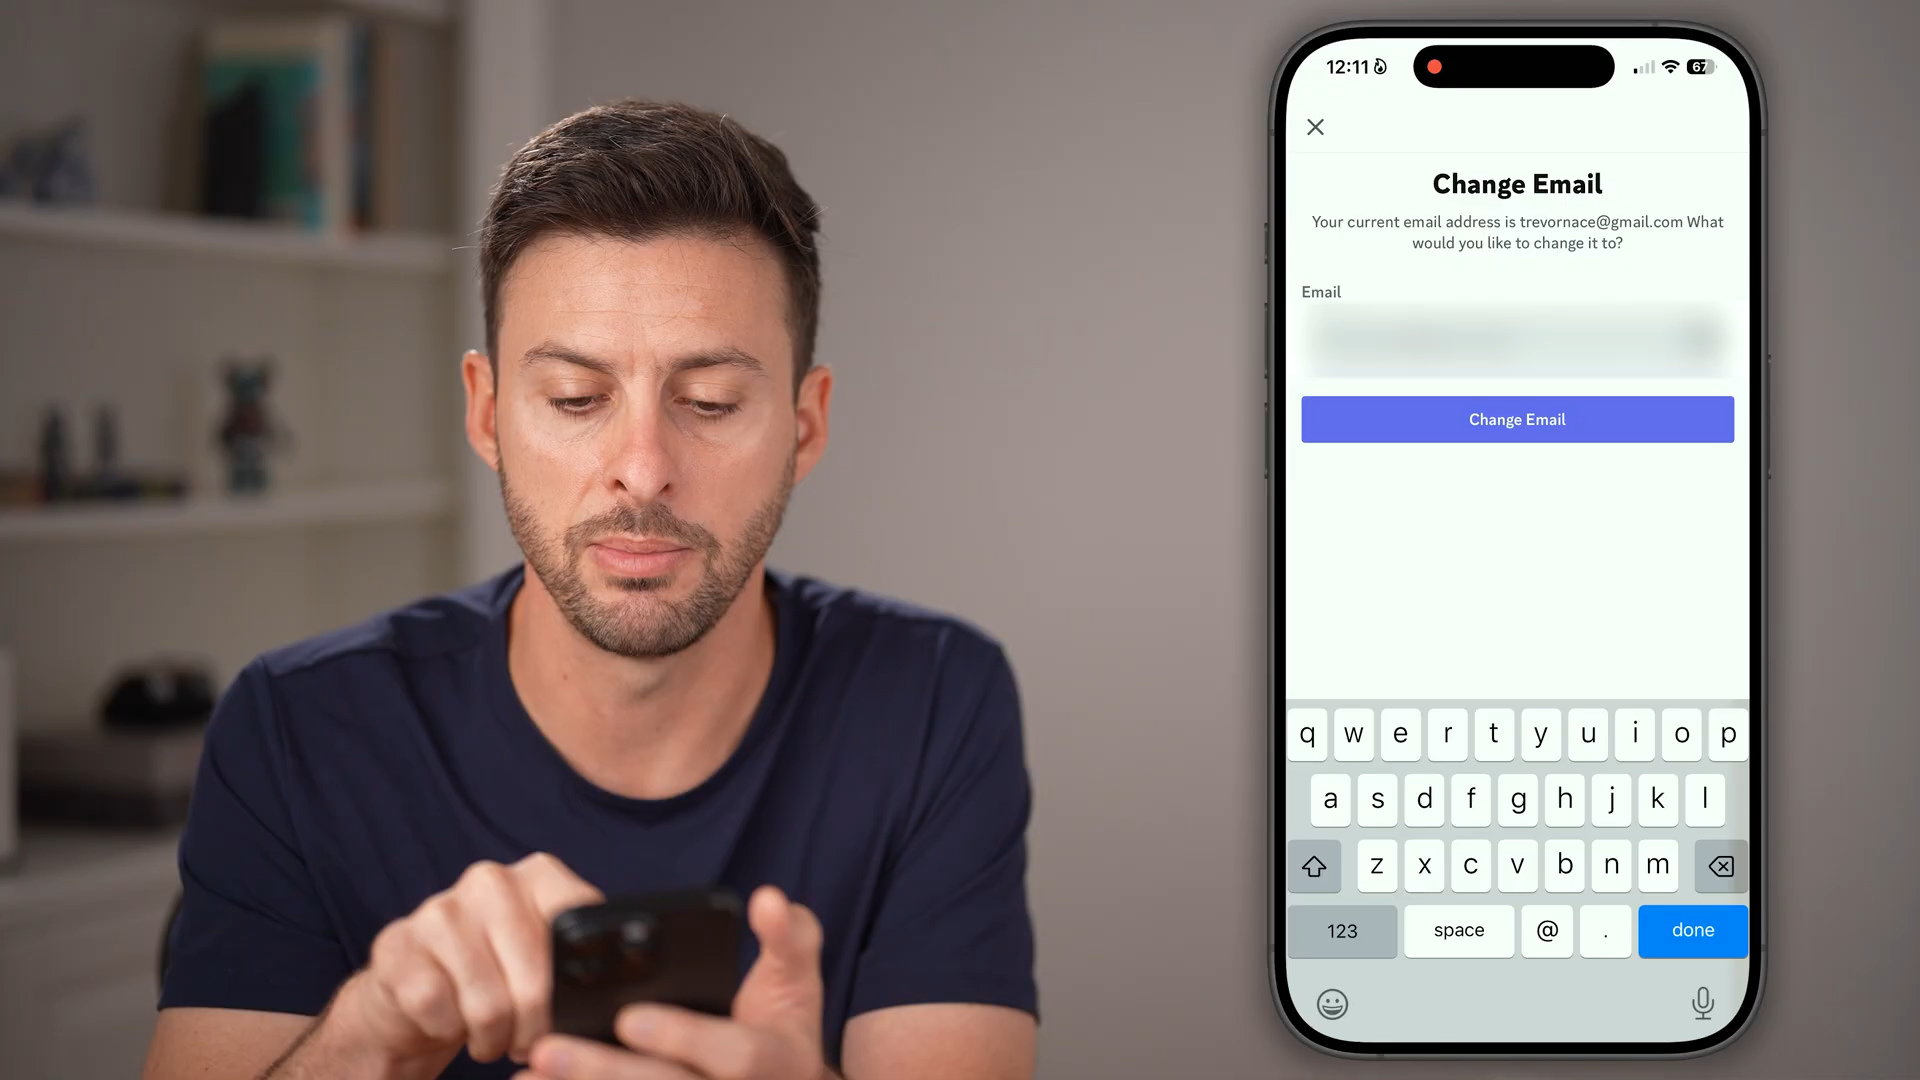 12:11
67
Change Email
Your current email address is trevornace@gmail.com What
would you like to change it to?
Email
Change Email
q w e r t y u i o p
a s d f g h j k l
z x c v b n m
123 space @ . done